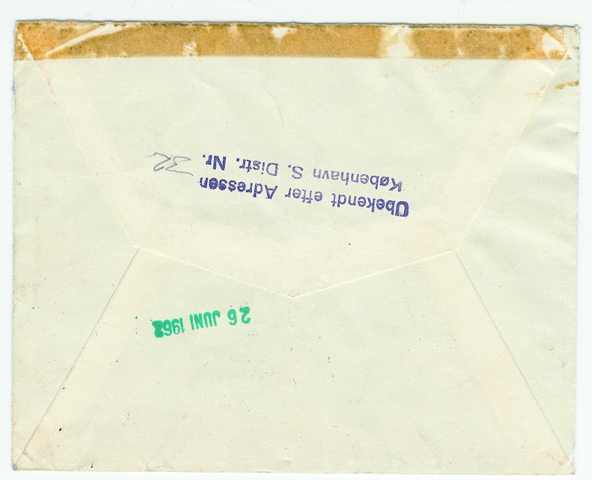 26 JUNI 1962
Ubekendt efter Adressen
København S. Distr. Nr. 32